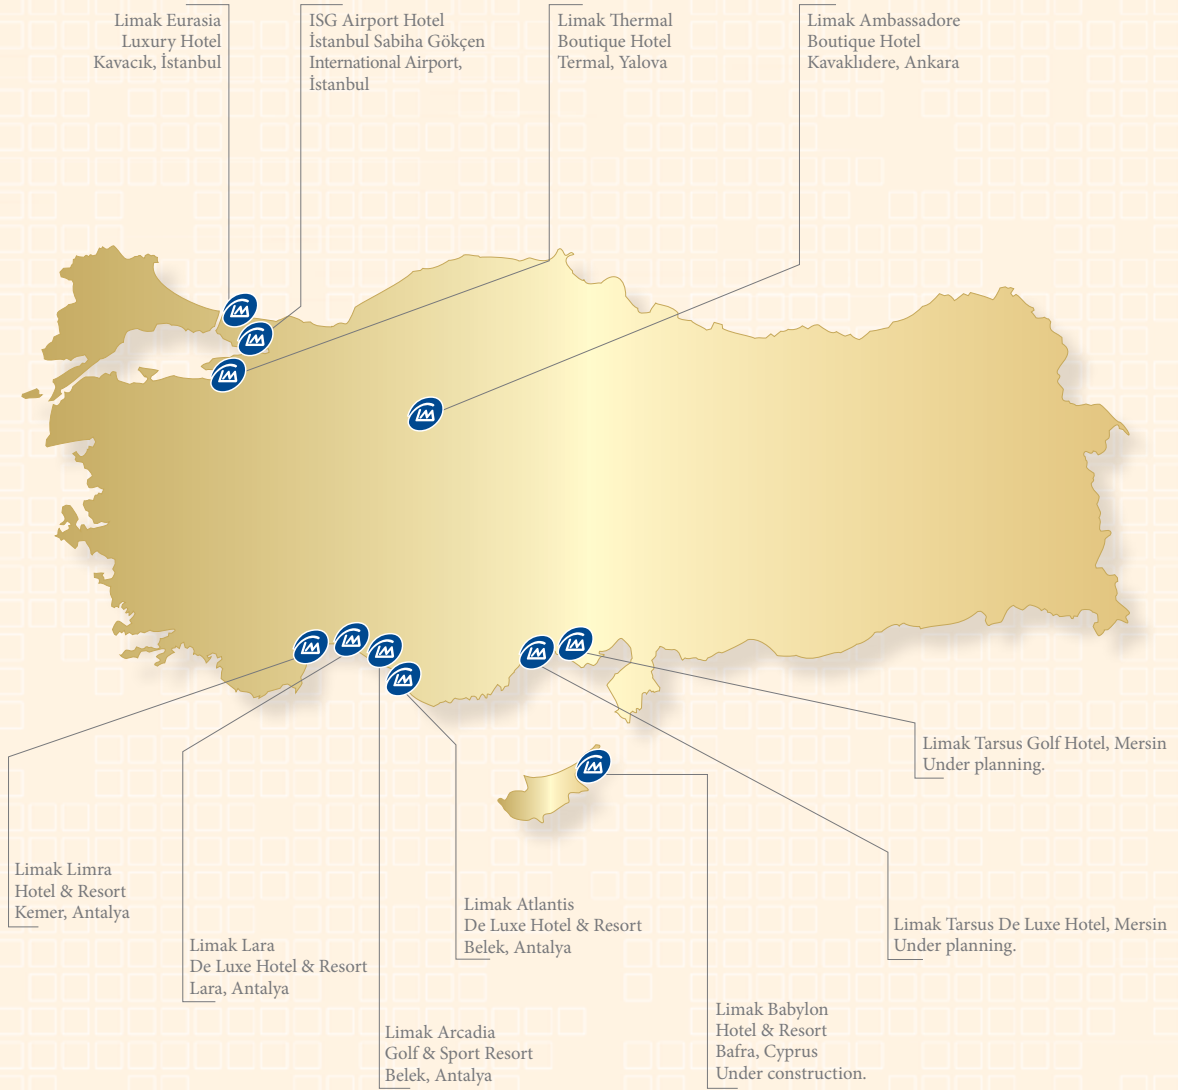 Limak Eurasia
Luxury Hotel
Kavacık, İstanbul
ISG Airport Hotel
İstanbul Sabiha Gökçen
International Airport,
İstanbul
Limak Thermal
Boutique Hotel
Termal, Yalova
Limak Ambassadore
Boutique Hotel
Kavaklıdere, Ankara
Limak Tarsus Golf Hotel, Mersin
Under planning.
Limak Limra
Hotel & Resort
Kemer, Antalya
Limak Lara
De Luxe Hotel & Resort
Lara, Antalya
Limak Atlantis
De Luxe Hotel & Resort
Belek, Antalya
Limak Tarsus De Luxe Hotel, Mersin
Under planning.
Limak Arcadia
Golf & Sport Resort
Belek, Antalya
Limak Babylon
Hotel & Resort
Bafra, Cyprus
Under construction.